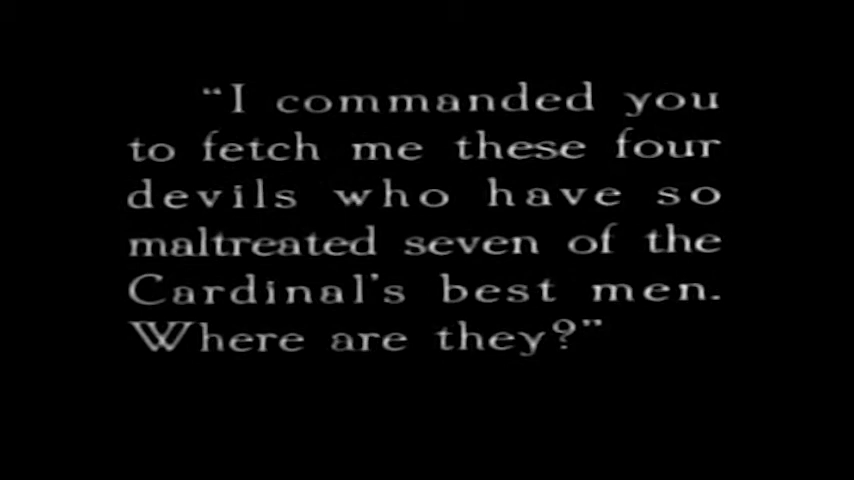 “I commanded you
to fetch me these four
devils who have so
maltreated seven of the
Cardinal’s best men.
Where are they?”